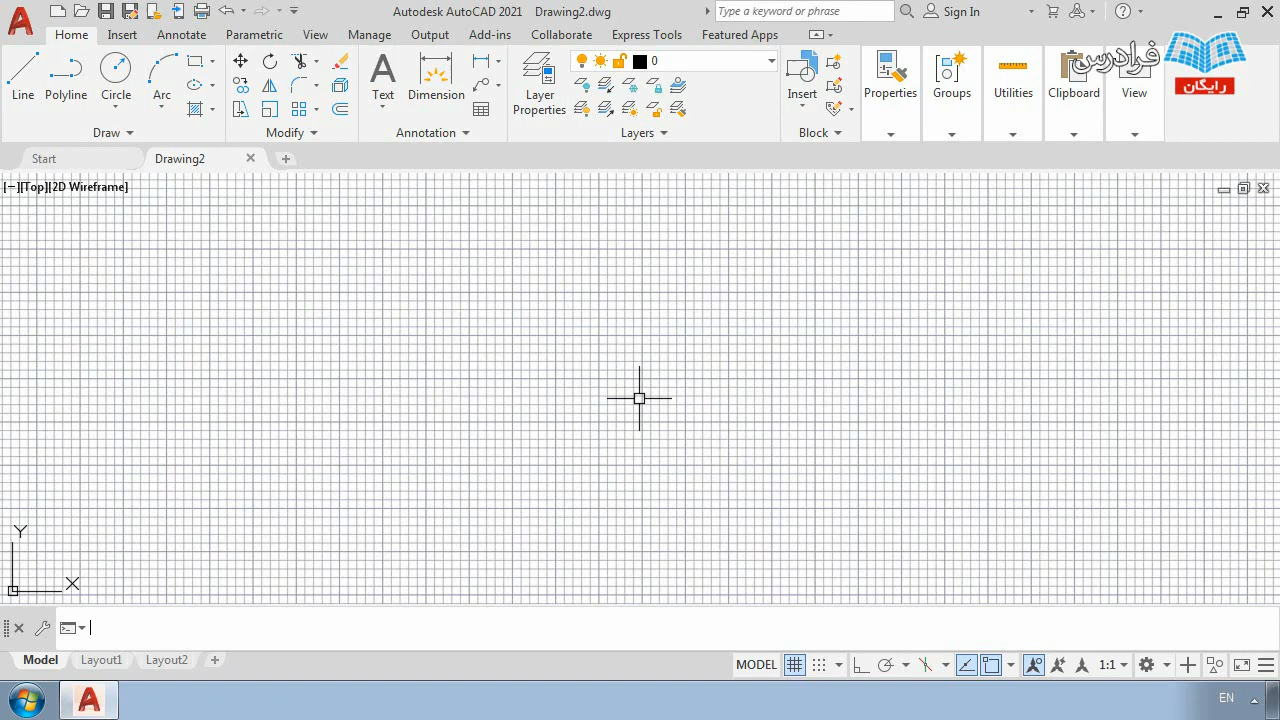 Autodesk AutoCAD 2021 Drawing2.dwg
Type a keyword or phrase
Sign In
Home Insert Annotate Parametric View Manage Output Add-ins Collaborate Express Tools Featured Apps
فرادرس
رایگان
0
Line Polyline Circle Arc Text Dimension Layer Properties Insert Properties Groups Utilities Clipboard View
Draw Modify Annotation Layers Block
Start Drawing2
[−][Top][2D Wireframe]
Y
X
Model Layout1 Layout2
MODEL 1:1
EN